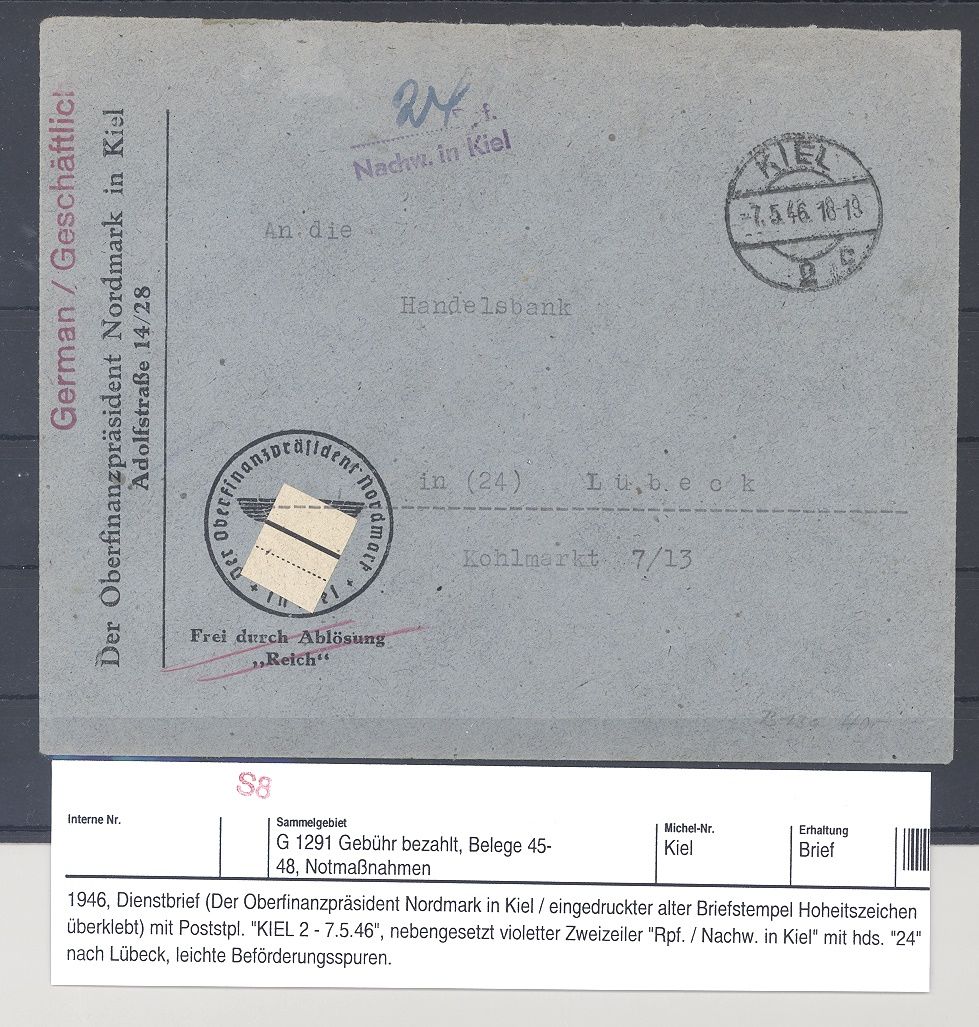 German / Geschäftlich
Der Oberfinanzpräsident Nordmark in Kiel
Adolfstraße 14/28
24 f.
Nachw. in Kiel
KIEL
-7.5.46.18-19
2 c
An die
Handelsbank
in (24) Lübeck
Kohlmarkt 7/13
Der Oberfinanzpräsident Nordmark
Frei durch Ablösung
„Reich“
S8
Interne Nr.
Sammelgebiet
G 1291 Gebühr bezahlt, Belege 45-
48, Notmaßnahmen
Michel-Nr.
Kiel
Erhaltung
Brief
1946, Dienstbrief (Der Oberfinanzpräsident Nordmark in Kiel / eingedruckter alter Briefstempel Hoheitszeichen
überklebt) mit Poststpl. "KIEL 2 - 7.5.46", nebengesetzt violetter Zweizeiler "Rpf. / Nachw. in Kiel" mit hds. "24"
nach Lübeck, leichte Beförderungsspuren.